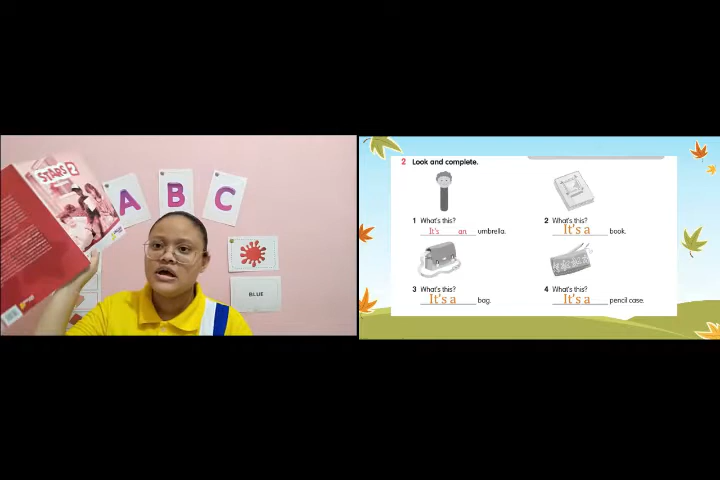 STARS 2
A
B
C
BLUE
2 Look and complete.
1 What's this?
It's an umbrella.
2 What's this?
It's a book.
3 What's this?
It's a bag.
4 What's this?
It's a pencil case.